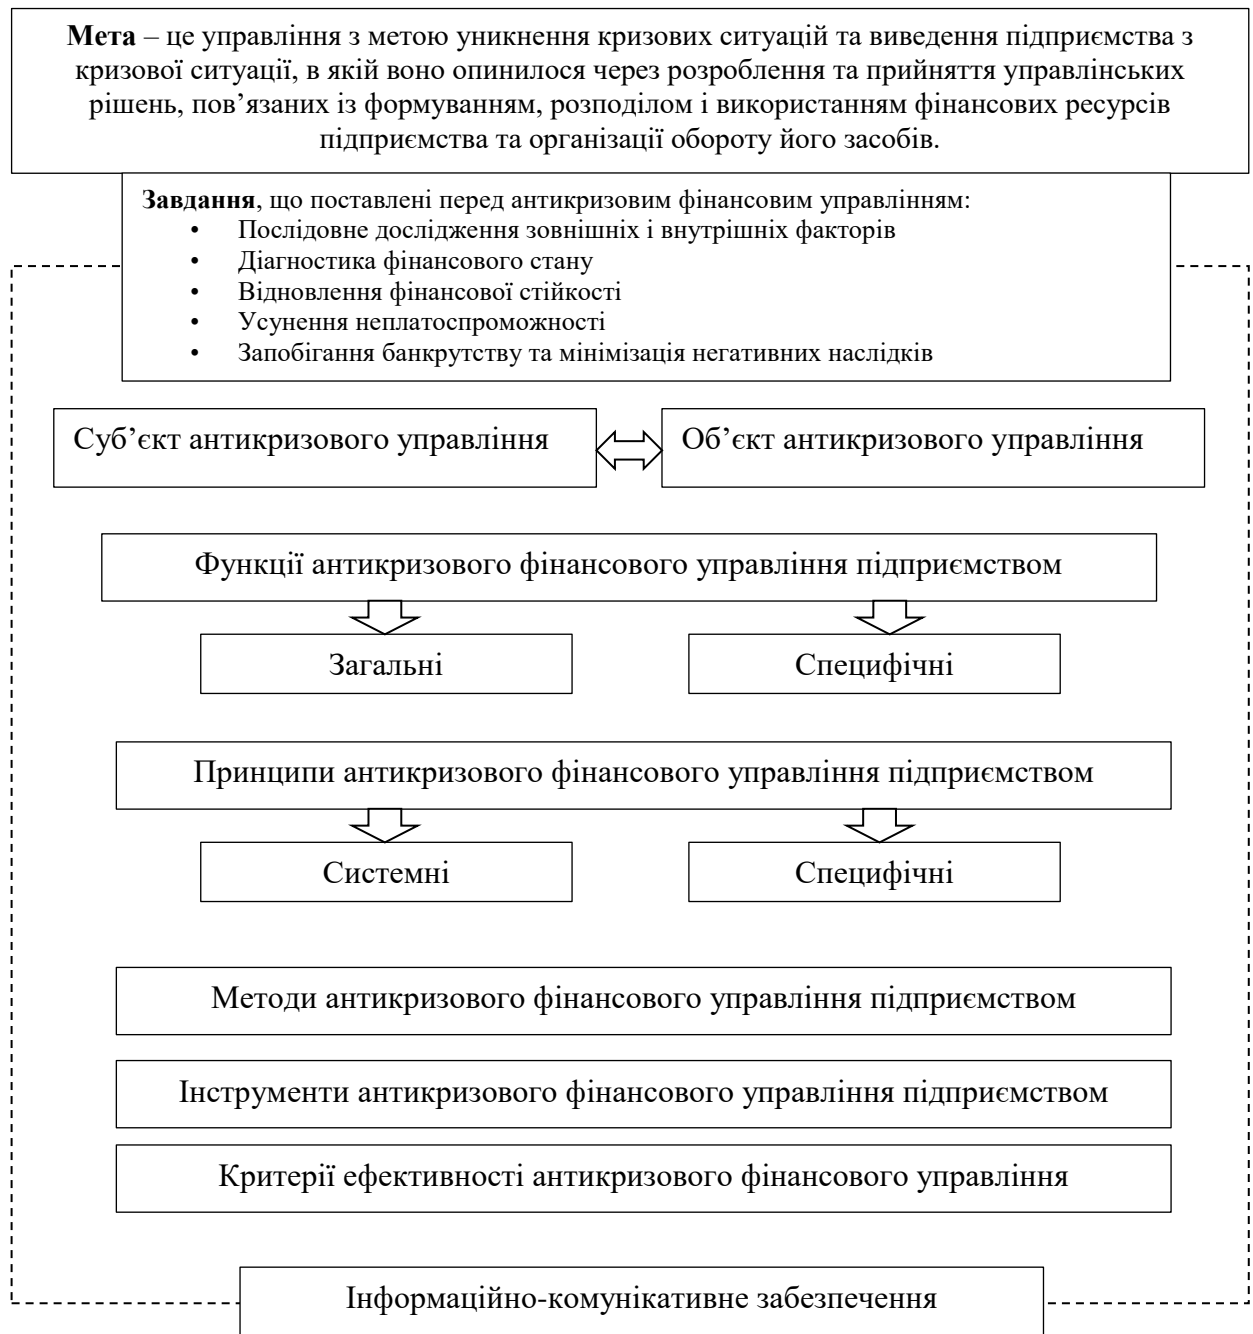 Мета – це управління з метою уникнення кризових ситуацій та виведення підприємства з
кризової ситуації, в якій воно опинилося через розроблення та прийняття управлінських
рішень, пов’язаних із формуванням, розподілом і використанням фінансових ресурсів
підприємства та організації обороту його засобів.
Завдання, що поставлені перед антикризовим фінансовим управлінням:
• Послідовне дослідження зовнішніх і внутрішніх факторів
• Діагностика фінансового стану
• Відновлення фінансової стійкості
• Усунення неплатоспроможності
• Запобігання банкрутству та мінімізація негативних наслідків
Суб’єкт антикризового управління
Об’єкт антикризового управління
Функції антикризового фінансового управління підприємством
Загальні
Специфічні
Принципи антикризового фінансового управління підприємством
Системні
Специфічні
Методи антикризового фінансового управління підприємством
Інструменти антикризового фінансового управління підприємством
Критерії ефективності антикризового фінансового управління
Інформаційно-комунікативне забезпечення